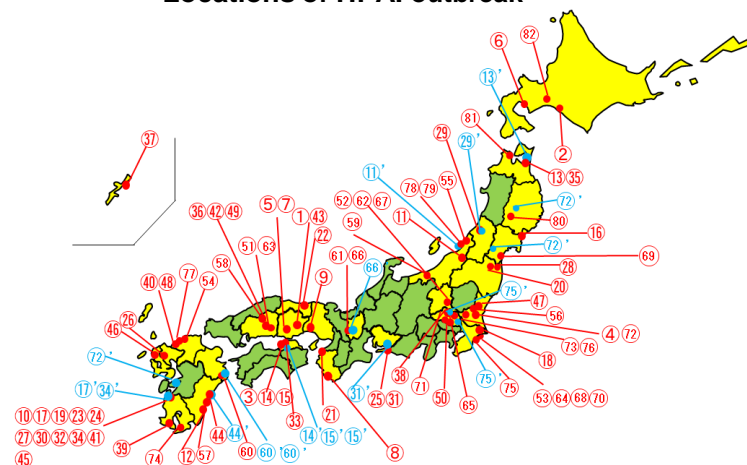 Locations of HPAI outbreak
⑥ 82
13'
37
81
29
29' ②
11' 13 35
52 62 67 78 79 55 72'
36 42 49 ⑤ ⑦ ① 43 59 11 80
22 16
51 63 61 66 72'
58 ⑨ 66' 69
77 28
40 48 54 75' 20
47
26 56
46 ④ 72
72' 73 76
38 18
17' 34' 71 75'
31' 50 75
③ 14 15 21 25 31 65
10 17 19 23 24 33 53 64 68 70
27 30 32 34 41 39 44 44' 14' 15' 15' ⑧
45 74 12 57 60 60' 60'